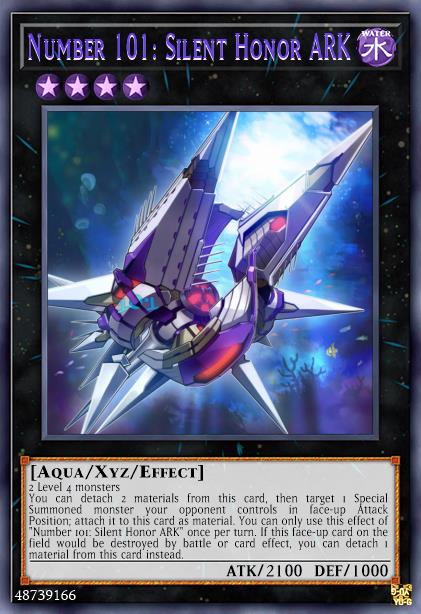 Number 101: Silent Honor ARK
WATER
水
[Aqua/Xyz/Effect]
2 Level 4 monsters
You can detach 2 materials from this card, then target 1 Special
Summoned monster your opponent controls in face-up Attack
Position; attach it to this card as material. You can only use this effect
of "Number 101: Silent Honor ARK" once per turn. If this face-up card on
the field would be destroyed by battle or card effect, you can detach 1
material from this card instead.
ATK/2100 DEF/1000
48739166